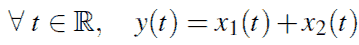 ∀ t ∈ ℝ, y(t) = x₁(t) + x₂(t)